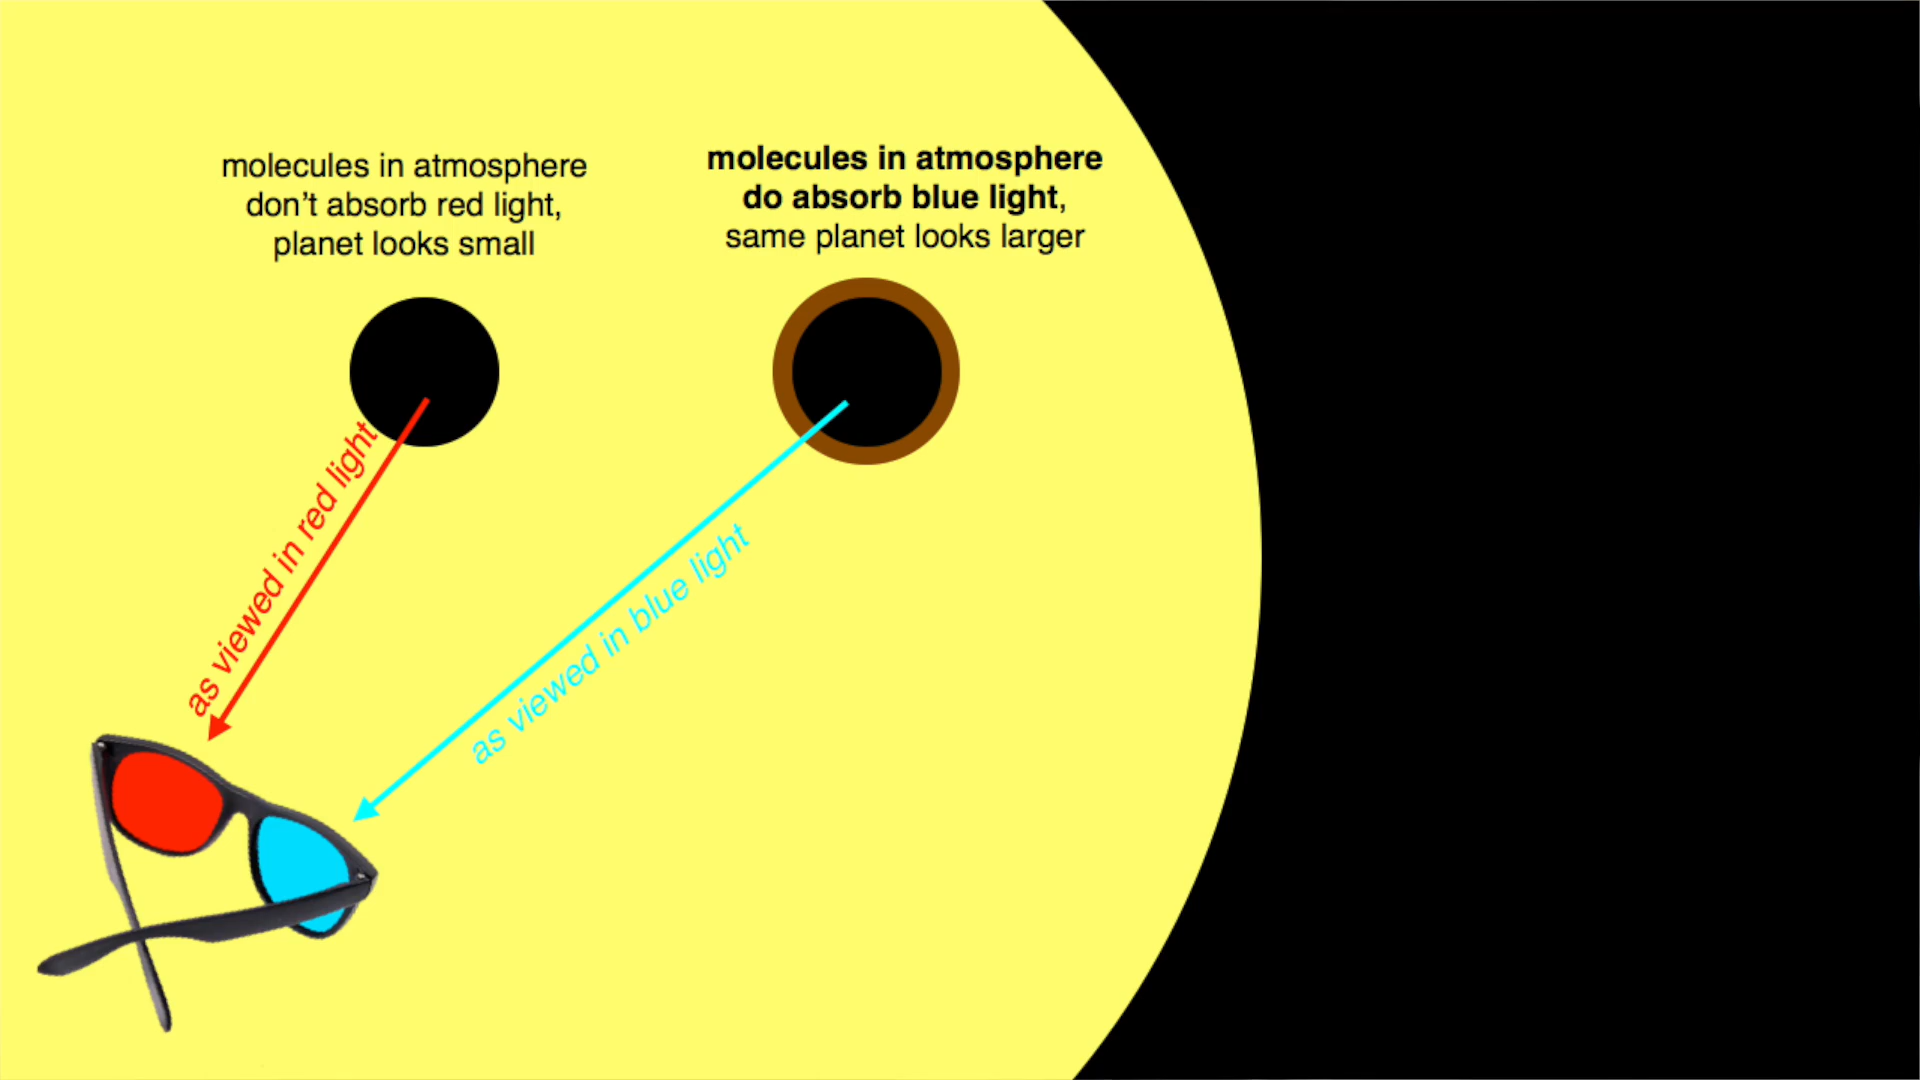 molecules in atmosphere
don't absorb red light,
planet looks small
molecules in atmosphere
do absorb blue light,
same planet looks larger
as viewed in red light
as viewed in blue light